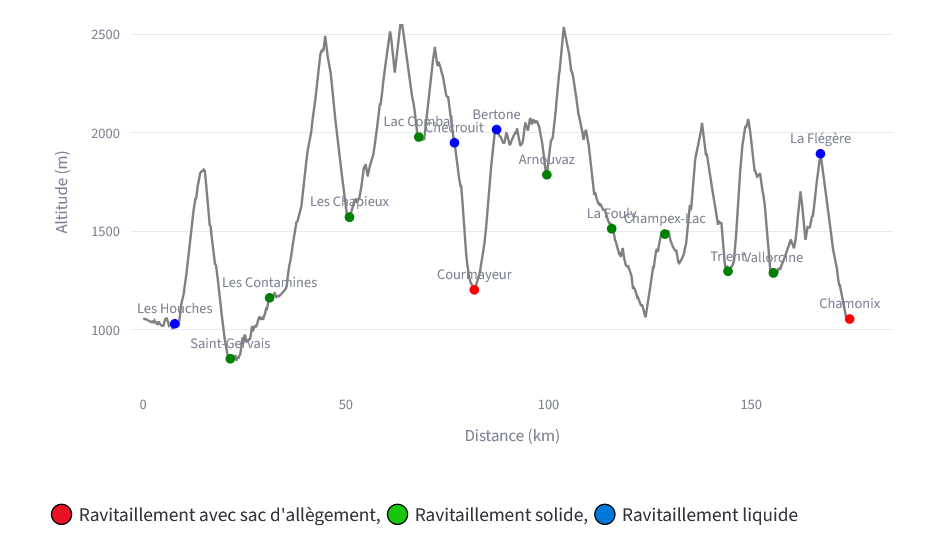 2500
2000
1500
1000
Altitude (m)
Lac Combal
Checrouit
Bertone
La Flégère
Arnouvaz
Les Chapieux
La Fouly
Champex-Lac
Les Contamines
Courmayeur
Trient
Vallorcine
Les Houches
Chamonix
Saint-Gervais
0
50
100
150
Distance (km)
Ravitaillement avec sac d'allègement, Ravitaillement solide, Ravitaillement liquide